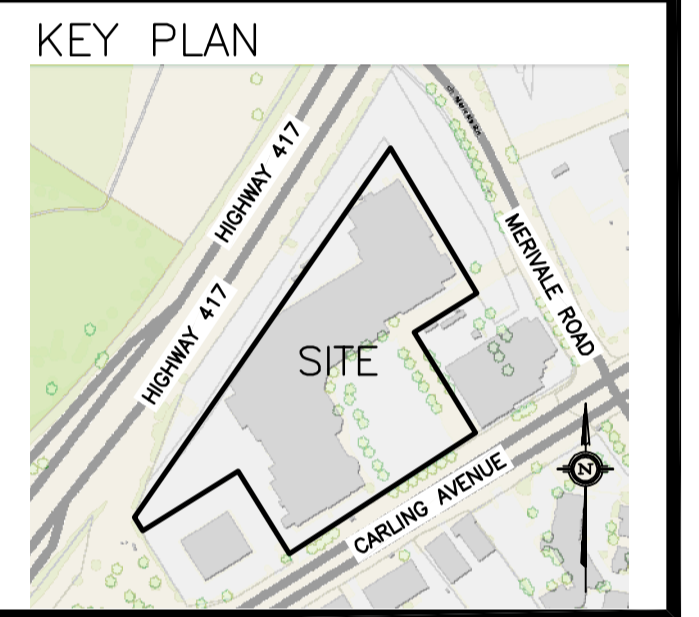 KEY PLAN
HIGHWAY 417
HIGHWAY 417
MERIVALE ROAD
SITE
CARLING AVENUE
N